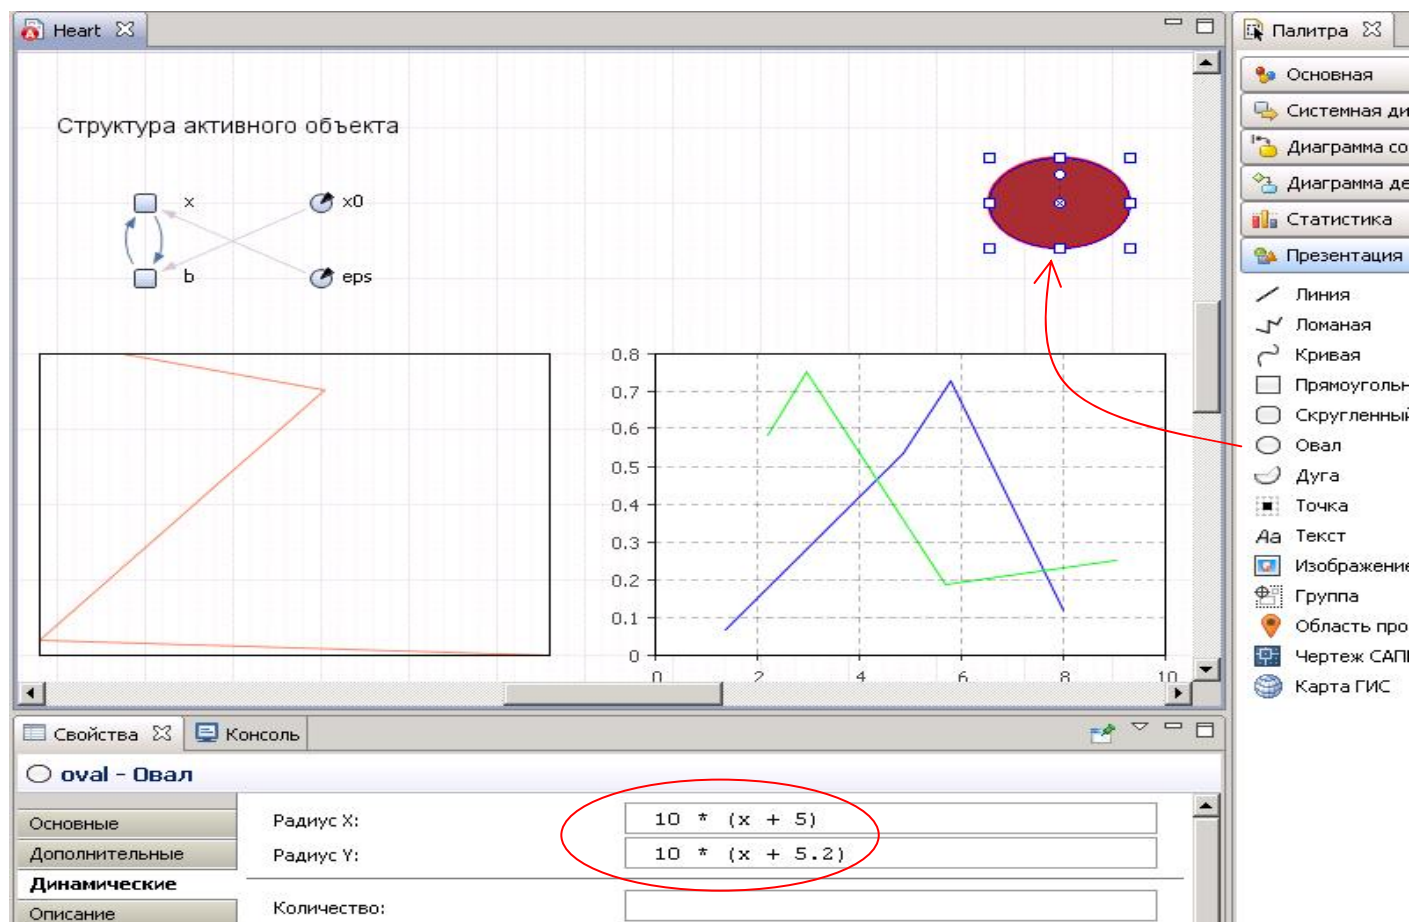 Heart
Структура активного объекта
x
x0
b
eps
0.8
0.7
0.6
0.5
0.4
0.3
0.2
0.1
0
0 2 4 6 8 10
Палитра
Основная
Системная ди
Диаграмма со
Диаграмма де
Статистика
Презентация
Линия
Ломаная
Кривая
Прямоугольн
Скругленный
Овал
Дуга
Точка
Aa Текст
Изображение
Группа
Область про
Чертеж САПР
Карта ГИС
Свойства
Консоль
oval - Овал
Основные
Дополнительные
Динамические
Описание
Радиус X: 10 * (x + 5)
Радиус Y: 10 * (x + 5.2)
Количество: